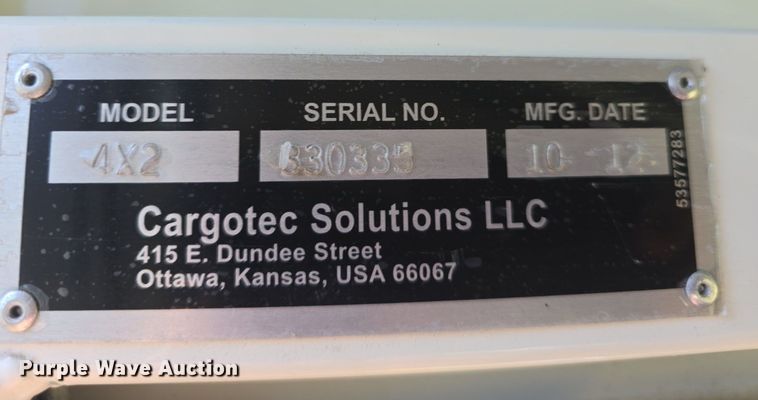 MODEL SERIAL NO. MFG. DATE
4X2 330335 10 12
53577283
Cargotec Solutions LLC
415 E. Dundee Street
Ottawa, Kansas, USA 66067
Purple Wave Auction